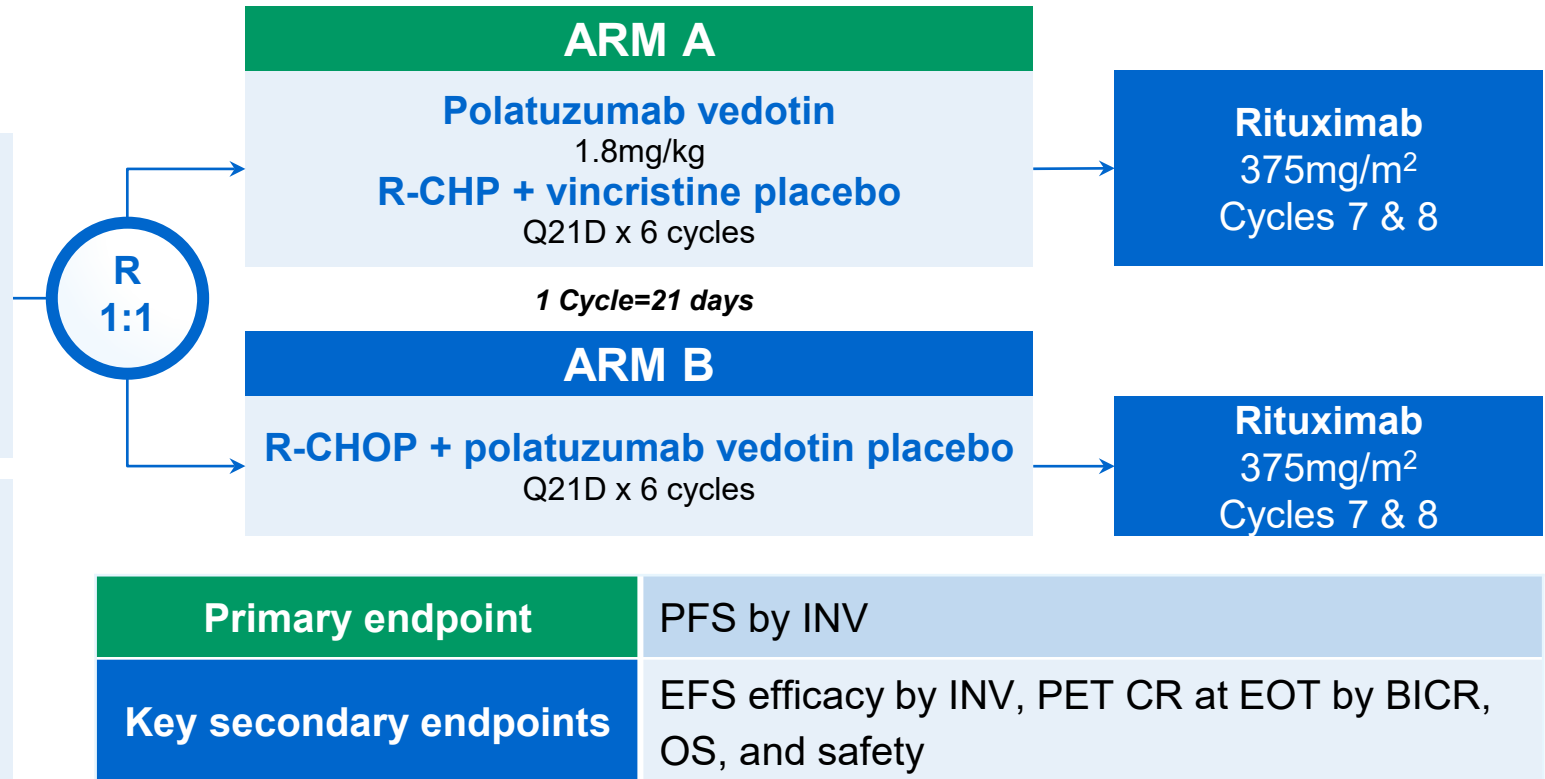 R
1:1
ARM A
Polatuzumab vedotin
1.8mg/kg
R-CHP + vincristine placebo
Q21D x 6 cycles
Rituximab
375mg/m²
Cycles 7 & 8
1 Cycle=21 days
ARM B
R-CHOP + polatuzumab vedotin placebo
Q21D x 6 cycles
Rituximab
375mg/m²
Cycles 7 & 8
Primary endpoint
PFS by INV
Key secondary endpoints
EFS efficacy by INV, PET CR at EOT by BICR,
OS, and safety